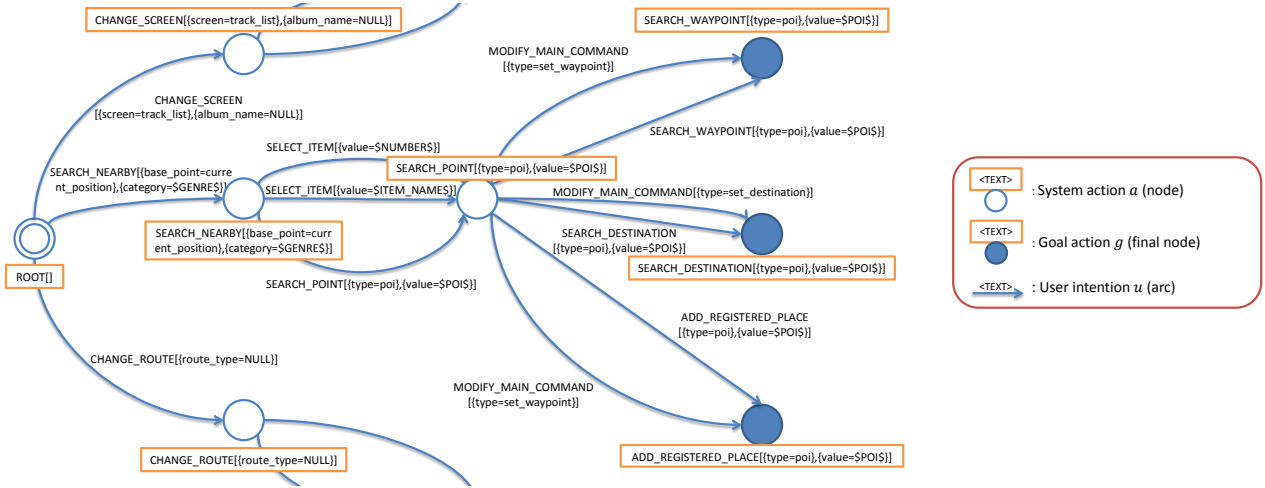 CHANGE_SCREEN[{screen=track_list},{album_name=NULL}]
SEARCH_WAYPOINT[{type=poi},{value=$POI$}]
MODIFY_MAIN_COMMAND
[{type=set_waypoint}]
CHANGE_SCREEN
[{screen=track_list},{album_name=NULL}]
SEARCH_WAYPOINT[{type=poi},{value=$POI$}]
SELECT_ITEM[{value=$NUMBER$}]
SEARCH_POINT[{type=poi},{value=$POI$}]
SEARCH_NEARBY[{base_point=curre
nt_position},{category=$GENRE$}]
SELECT_ITEM[{value=$ITEM_NAME$}]
MODIFY_MAIN_COMMAND[{type=set_destination}]
SEARCH_NEARBY[{base_point=curr
ent_position},{category=$GENRE$}]
SEARCH_DESTINATION
[{type=poi},{value=$POI$}]
SEARCH_DESTINATION[{type=poi},{value=$POI$}]
ROOT[]
SEARCH_POINT[{type=poi},{value=$POI$}]
ADD_REGISTERED_PLACE
[{type=poi},{value=$POI$}]
CHANGE_ROUTE[{route_type=NULL}]
MODIFY_MAIN_COMMAND
[{type=set_waypoint}]
CHANGE_ROUTE[{route_type=NULL}]
ADD_REGISTERED_PLACE[{type=poi},{value=$POI$}]
<TEXT>
: System action a (node)
<TEXT>
: Goal action g (final node)
<TEXT>
: User intention u (arc)